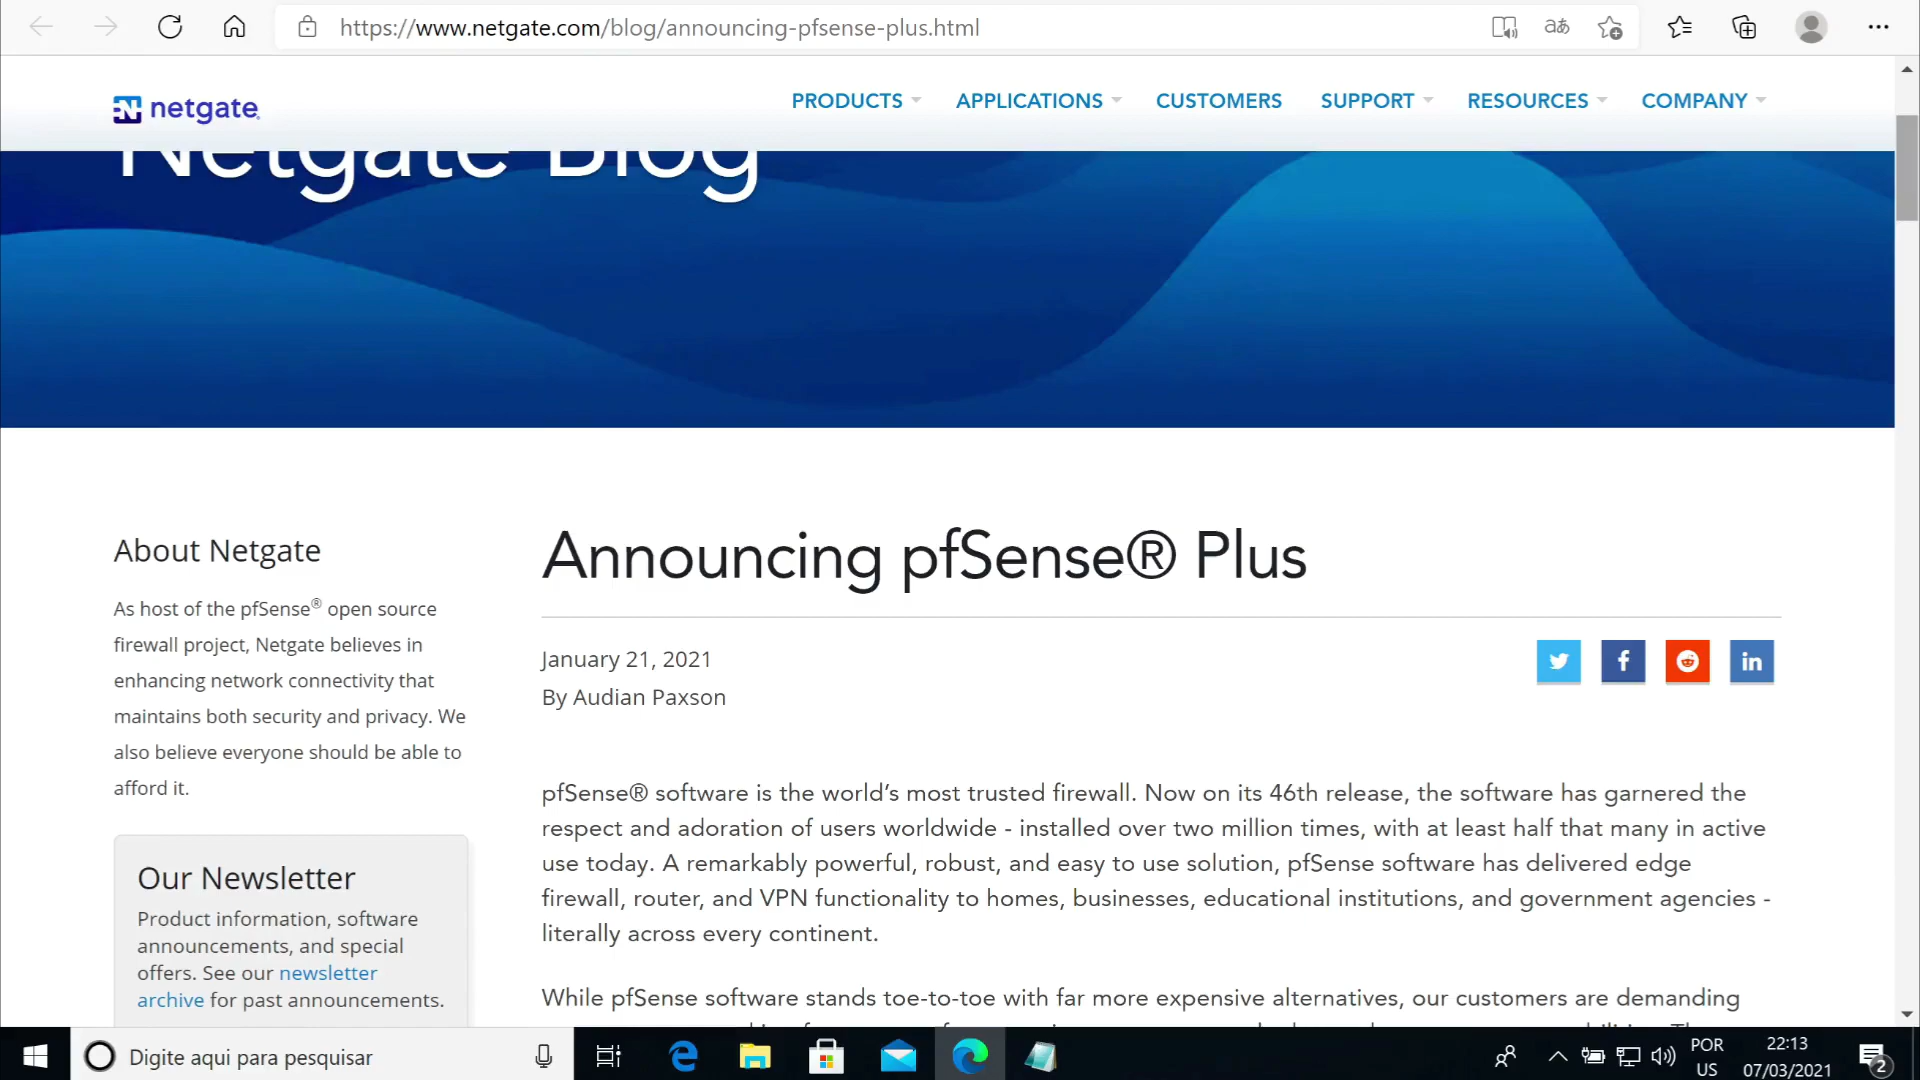 https://www.netgate.com/blog/announcing-pfsense-plus.html
netgate
PRODUCTS APPLICATIONS CUSTOMERS SUPPORT RESOURCES COMPANY
Netgate Blog
About Netgate
As host of the pfSense® open source
firewall project, Netgate believes in
enhancing network connectivity that
maintains both security and privacy. We
also believe everyone should be able to
afford it.
Our Newsletter
Product information, software
announcements, and special
offers. See our newsletter
archive for past announcements.
Announcing pfSense® Plus
January 21, 2021
By Audian Paxson
pfSense® software is the world’s most trusted firewall. Now on its 46th release, the software has garnered the
respect and adoration of users worldwide - installed over two million times, with at least half that many in active
use today. A remarkably powerful, robust, and easy to use solution, pfSense software has delivered edge
firewall, router, and VPN functionality to homes, businesses, educational institutions, and government agencies -
literally across every continent.
While pfSense software stands toe-to-toe with far more expensive alternatives, our customers are demanding
Digite aqui para pesquisar
POR
US
22:13
07/03/2021
2